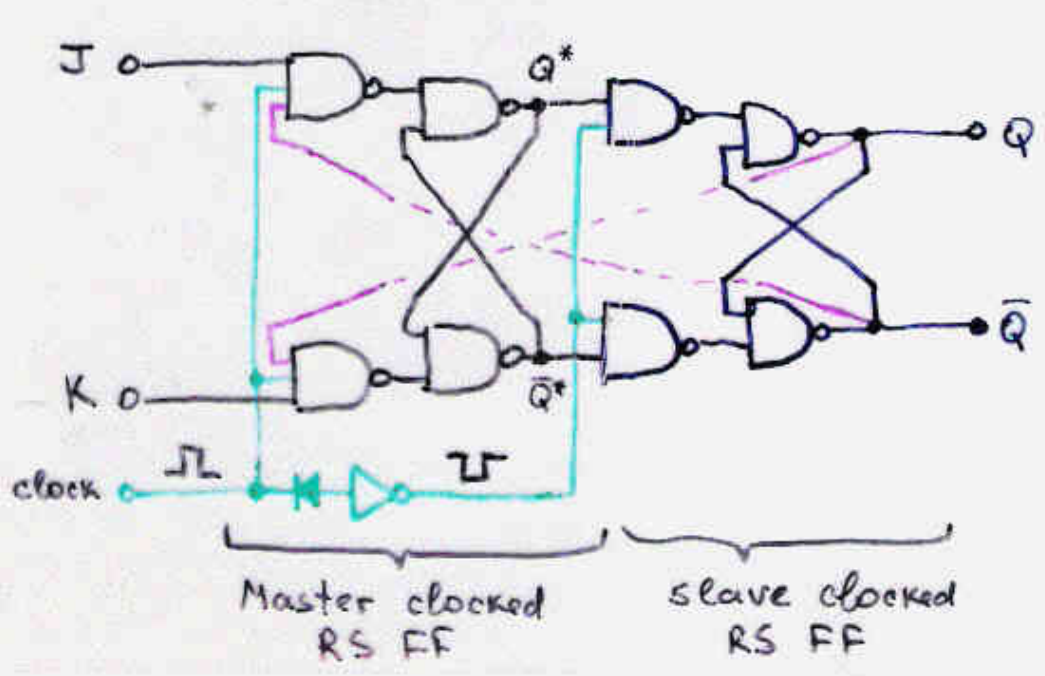 J
Q*
Q
K
Q̅*
Q̅
clock
Master clocked
RS FF
slave clocked
RS FF